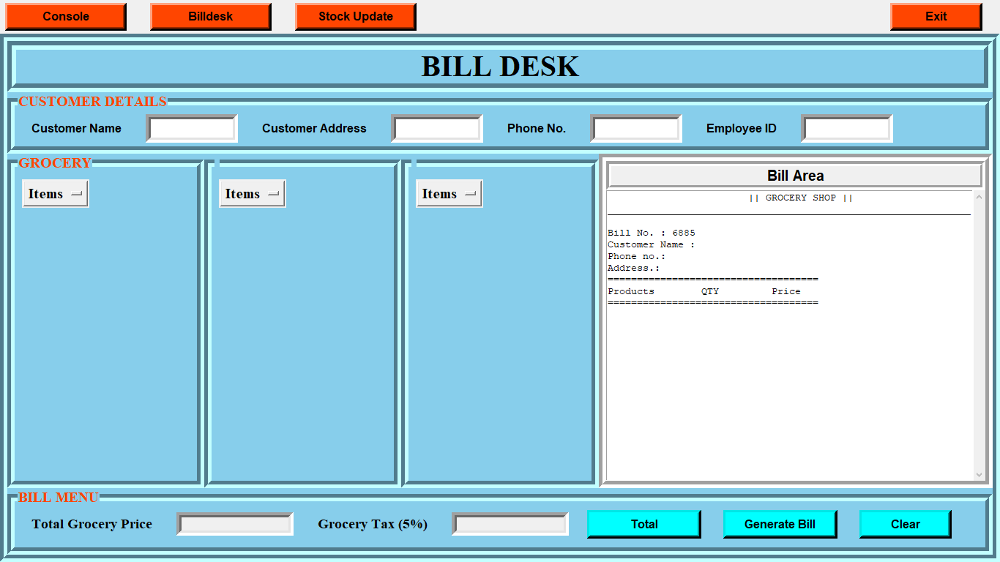 Console Billdesk Stock Update Exit
BILL DESK
CUSTOMER DETAILS
Customer Name Customer Address Phone No. Employee ID
GROCERY
Items Items Items
Bill Area
|| GROCERY SHOP ||
Bill No. : 6885
Customer Name :
Phone no.:
Address.:
====================================
Products QTY Price
====================================
BILL MENU
Total Grocery Price Grocery Tax (5%) Total Generate Bill Clear